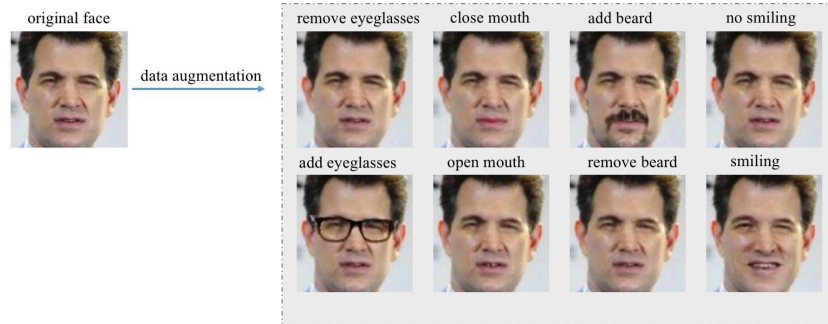 original face
data augmentation
remove eyeglasses
close mouth
add beard
no smiling
add eyeglasses
open mouth
remove beard
smiling